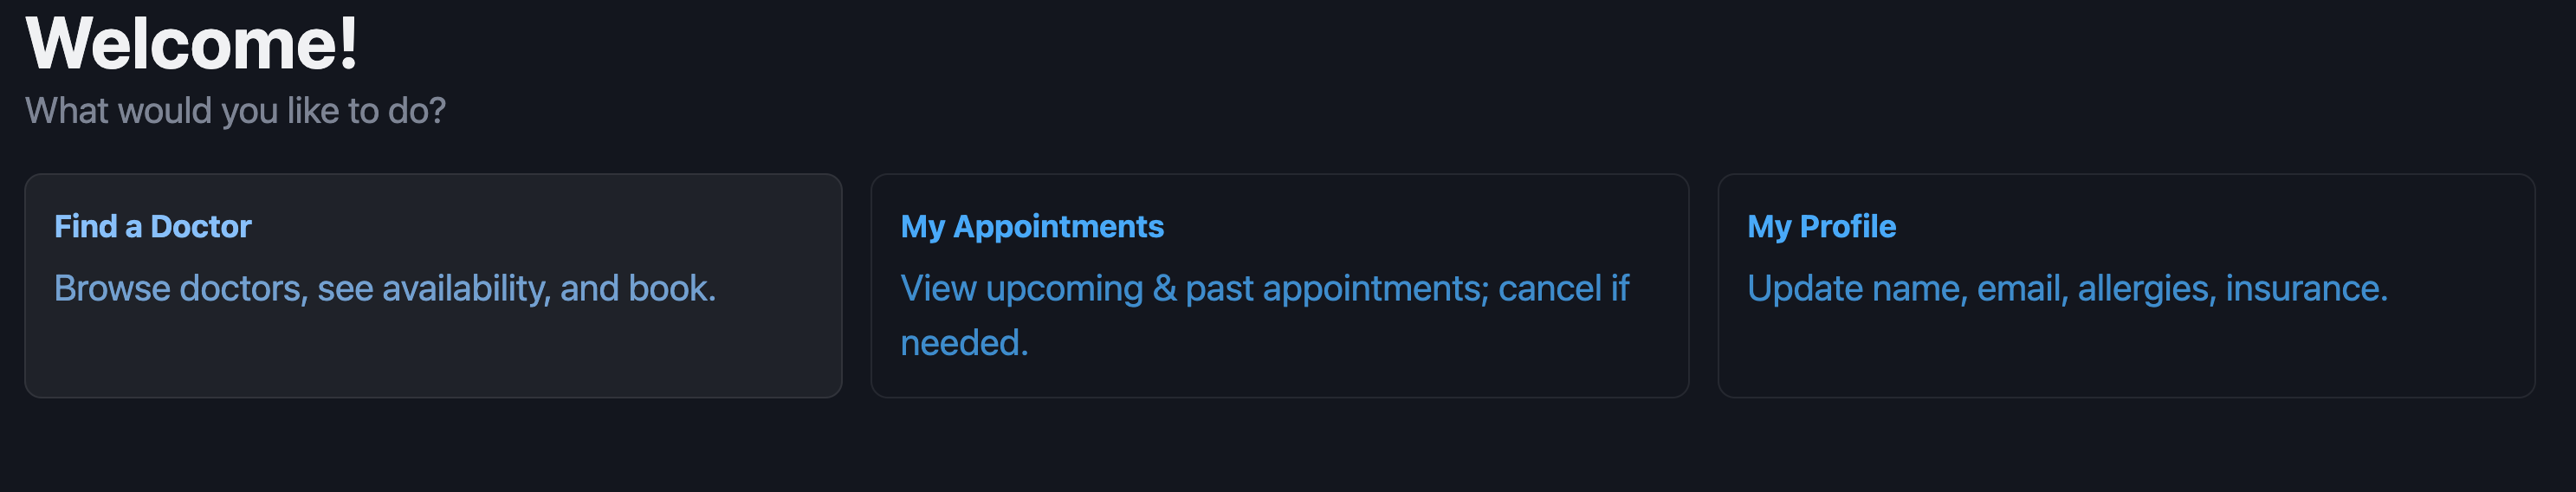 Welcome!
What would you like to do?
Find a Doctor
Browse doctors, see availability, and book.
My Appointments
View upcoming & past appointments; cancel if
needed.
My Profile
Update name, email, allergies, insurance.